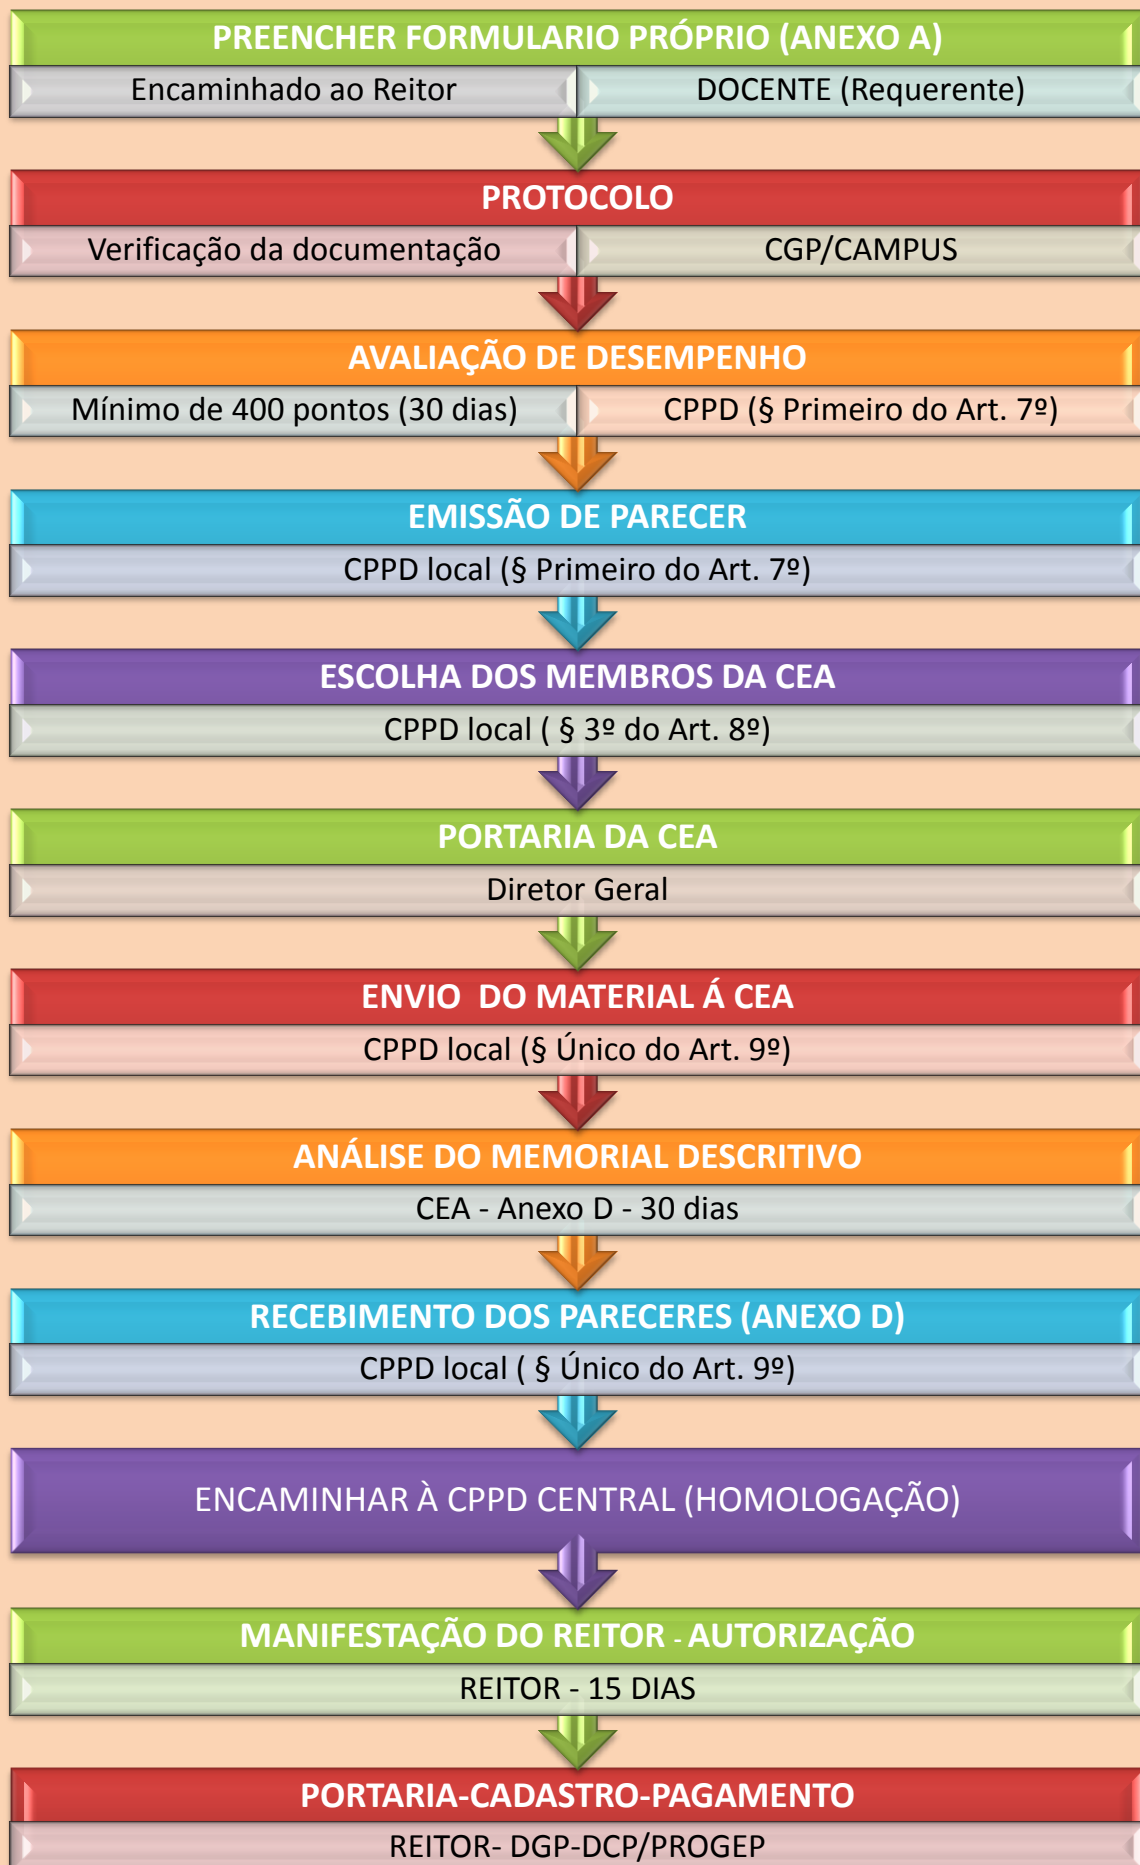 PREENCHER FORMULARIO PRÓPRIO (ANEXO A)
Encaminhado ao Reitor
DOCENTE (Requerente)
PROTOCOLO
Verificação da documentação
CGP/CAMPUS
AVALIAÇÃO DE DESEMPENHO
Mínimo de 400 pontos (30 dias)
CPPD (§ Primeiro do Art. 7º)
EMISSÃO DE PARECER
CPPD local (§ Primeiro do Art. 7º)
ESCOLHA DOS MEMBROS DA CEA
CPPD local ( § 3º do Art. 8º)
PORTARIA DA CEA
Diretor Geral
ENVIO  DO MATERIAL Á CEA
CPPD local (§ Único do Art. 9º)
ANÁLISE DO MEMORIAL DESCRITIVO
CEA - Anexo D - 30 dias
RECEBIMENTO DOS PARECERES (ANEXO D)
CPPD local ( § Único do Art. 9º)
ENCAMINHAR À CPPD CENTRAL (HOMOLOGAÇÃO)
MANIFESTAÇÃO DO REITOR - AUTORIZAÇÃO
REITOR - 15 DIAS
PORTARIA-CADASTRO-PAGAMENTO
REITOR- DGP-DCP/PROGEP